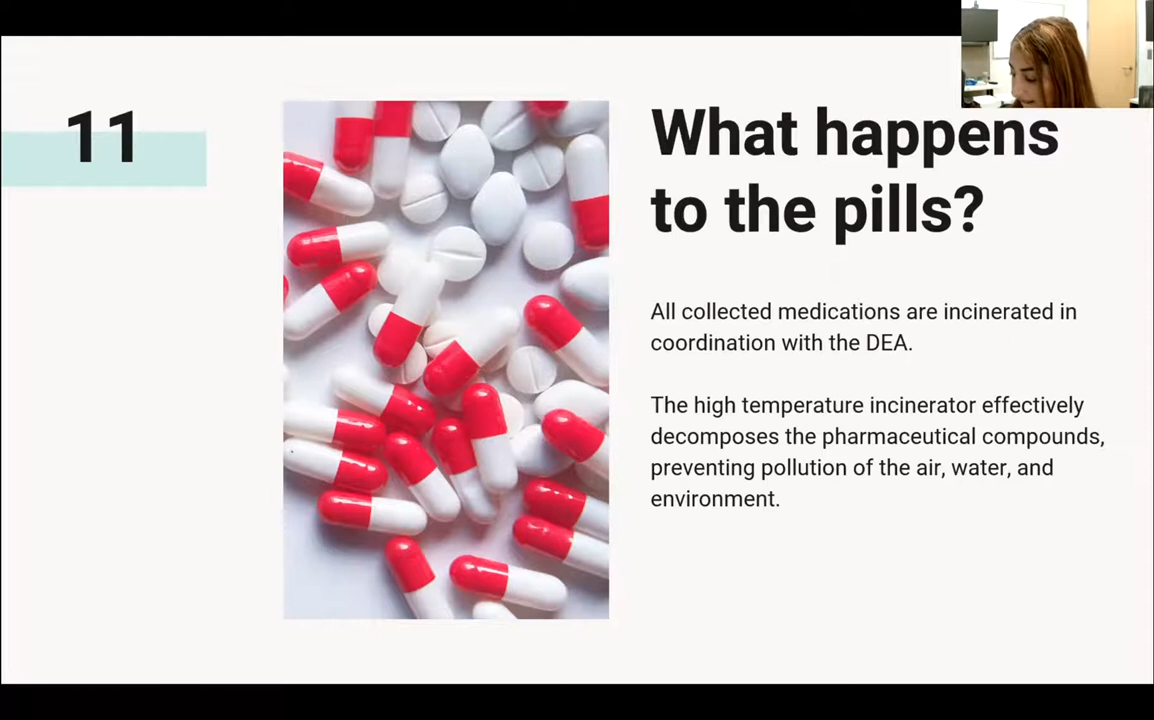 11
What happens
to the pills?
All collected medications are incinerated in
coordination with the DEA.
The high temperature incinerator effectively
decomposes the pharmaceutical compounds,
preventing pollution of the air, water, and
environment.